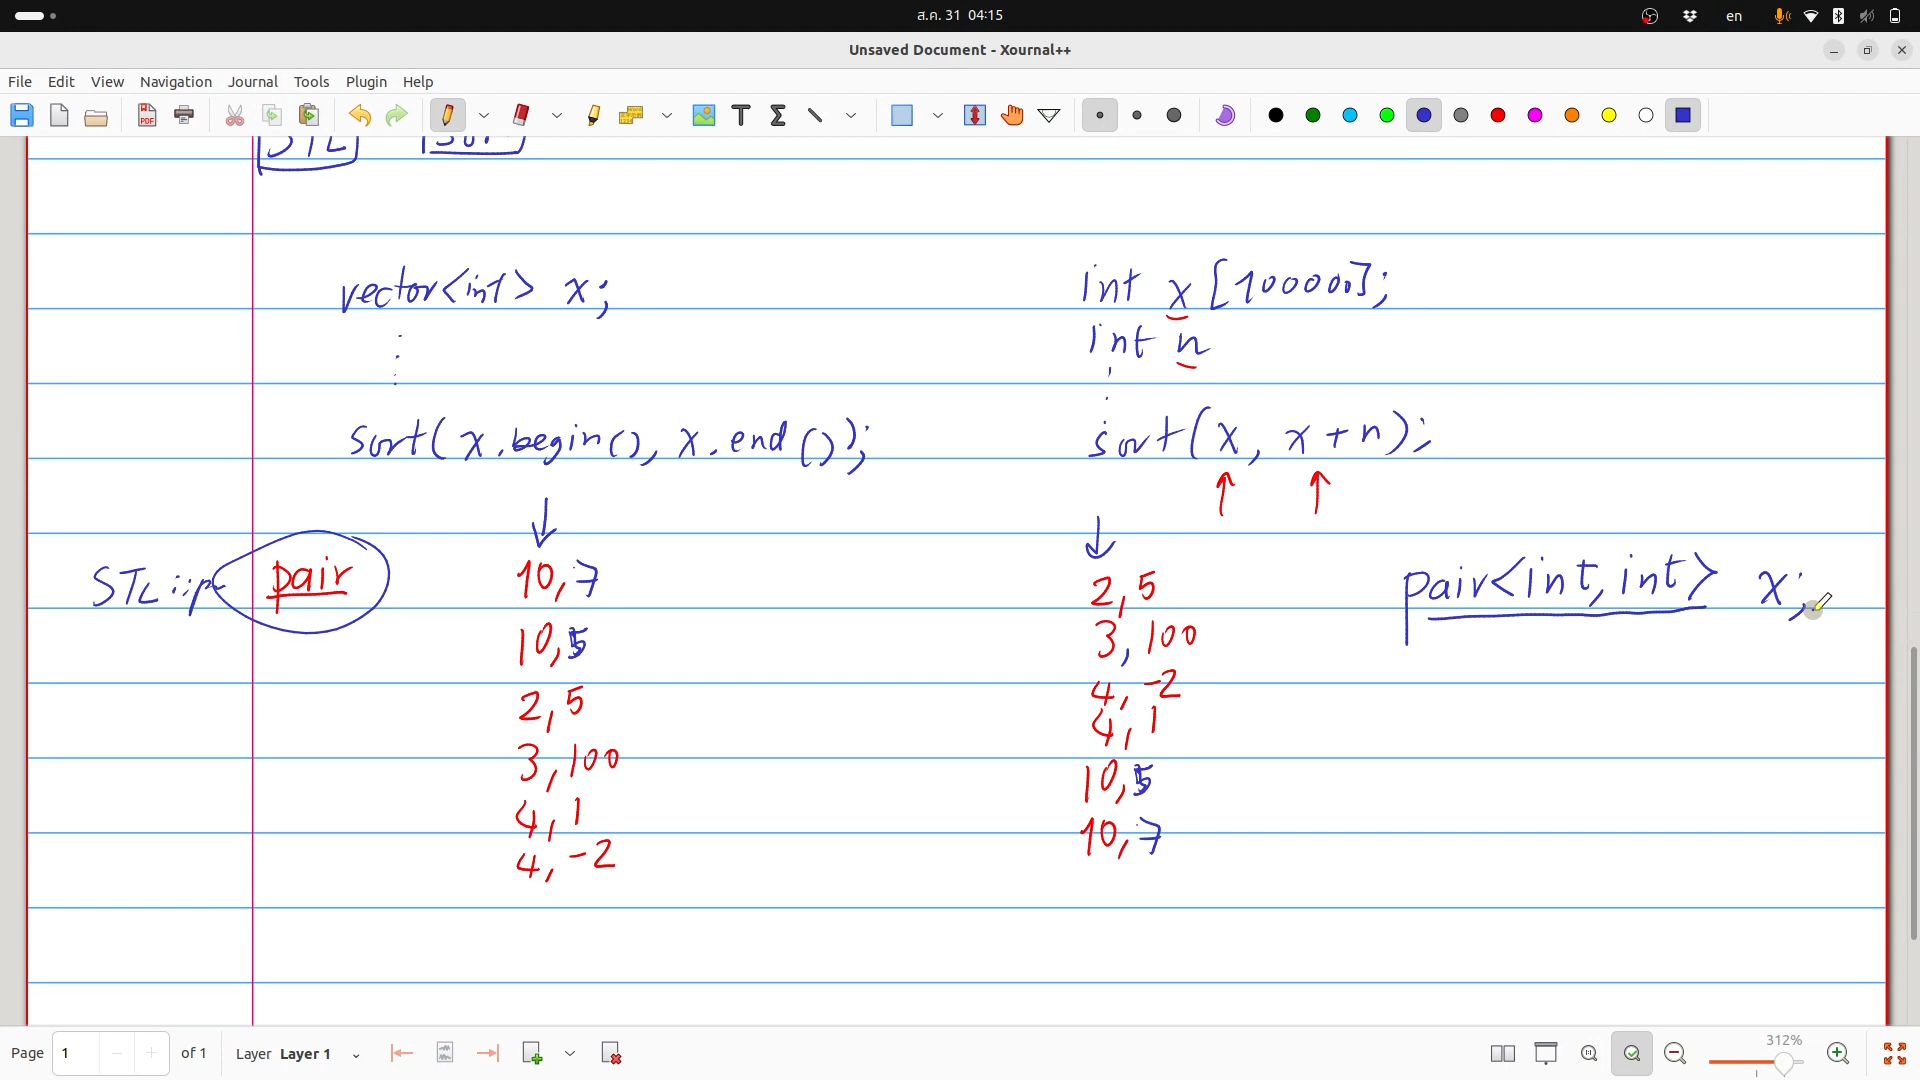 ส.ค. 31 04:15
en
Unsaved Document - Xournal++
File Edit View Navigation Journal Tools Plugin Help
STL
vector<int> x;
sort(x.begin(), x.end());
int x[100000];
int n
sort(x, x+n);
STL::p pair
10, 7
10, 5
2, 5
3, 100
4, 1
4, -2
2, 5
3, 100
4, -2
4, 1
10, 5
10, 7
pair<int, int> x;
Page 1 of 1 Layer Layer 1
312%